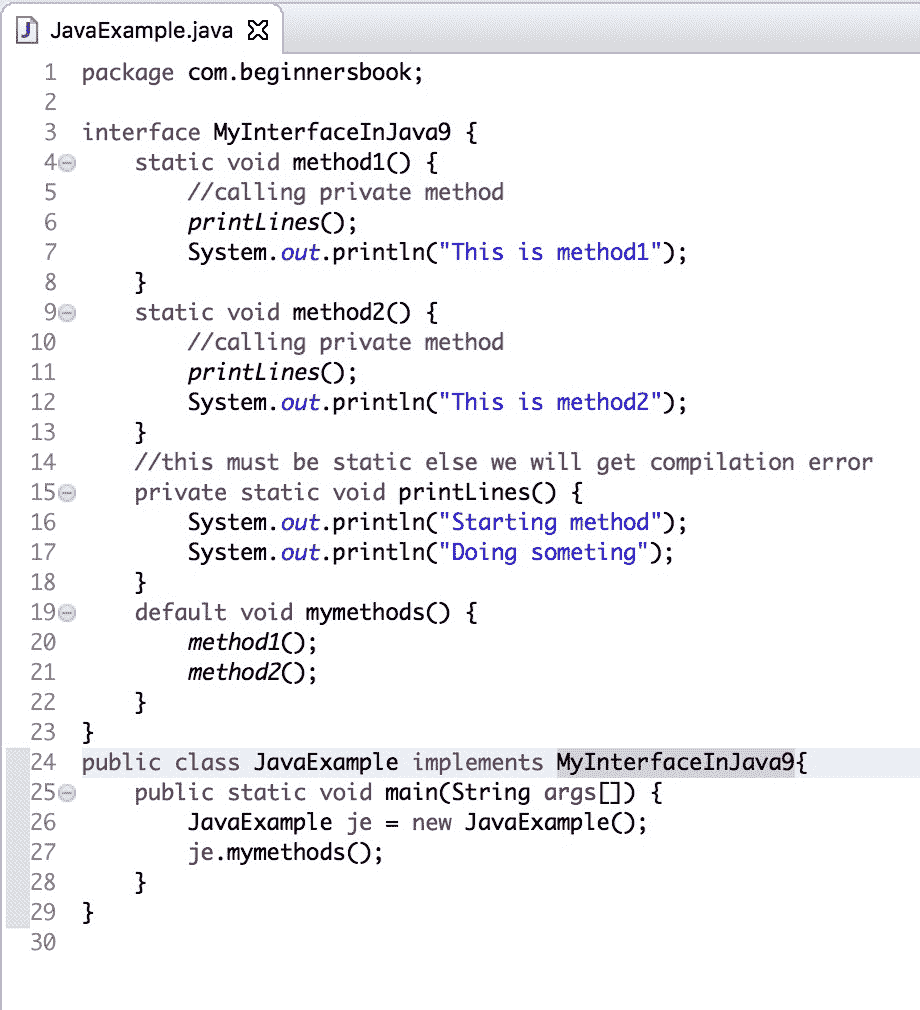 JavaExample.java
1 package com.beginnersbook;
2
3 interface MyInterfaceInJava9 {
4     static void method1() {
5         //calling private method
6         printLines();
7         System.out.println("This is method1");
8     }
9     static void method2() {
10         //calling private method
11         printLines();
12         System.out.println("This is method2");
13     }
14     //this must be static else we will get compilation error
15     private static void printLines() {
16         System.out.println("Starting method");
17         System.out.println("Doing someting");
18     }
19     default void mymethods() {
20         method1();
21         method2();
22     }
23 }
24 public class JavaExample implements MyInterfaceInJava9{
25     public static void main(String args[]) {
26         JavaExample je = new JavaExample();
27         je.mymethods();
28     }
29 }
30